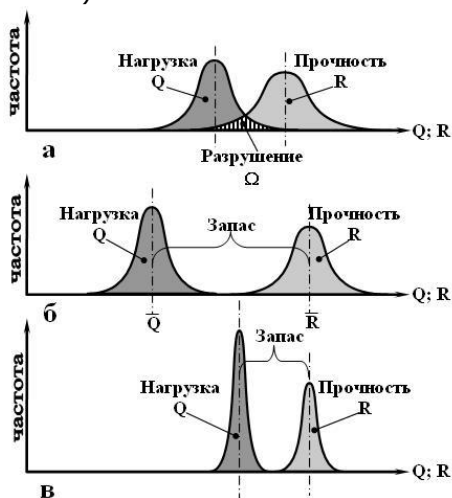 )
частота
Нагрузка
Q
Прочность
R
Разрушение
Ω
Q; R
а
частота
Нагрузка
Q
Запас
Прочность
R
Q
R
Q; R
б
частота
Нагрузка
Q
Запас
Прочность
R
Q; R
в